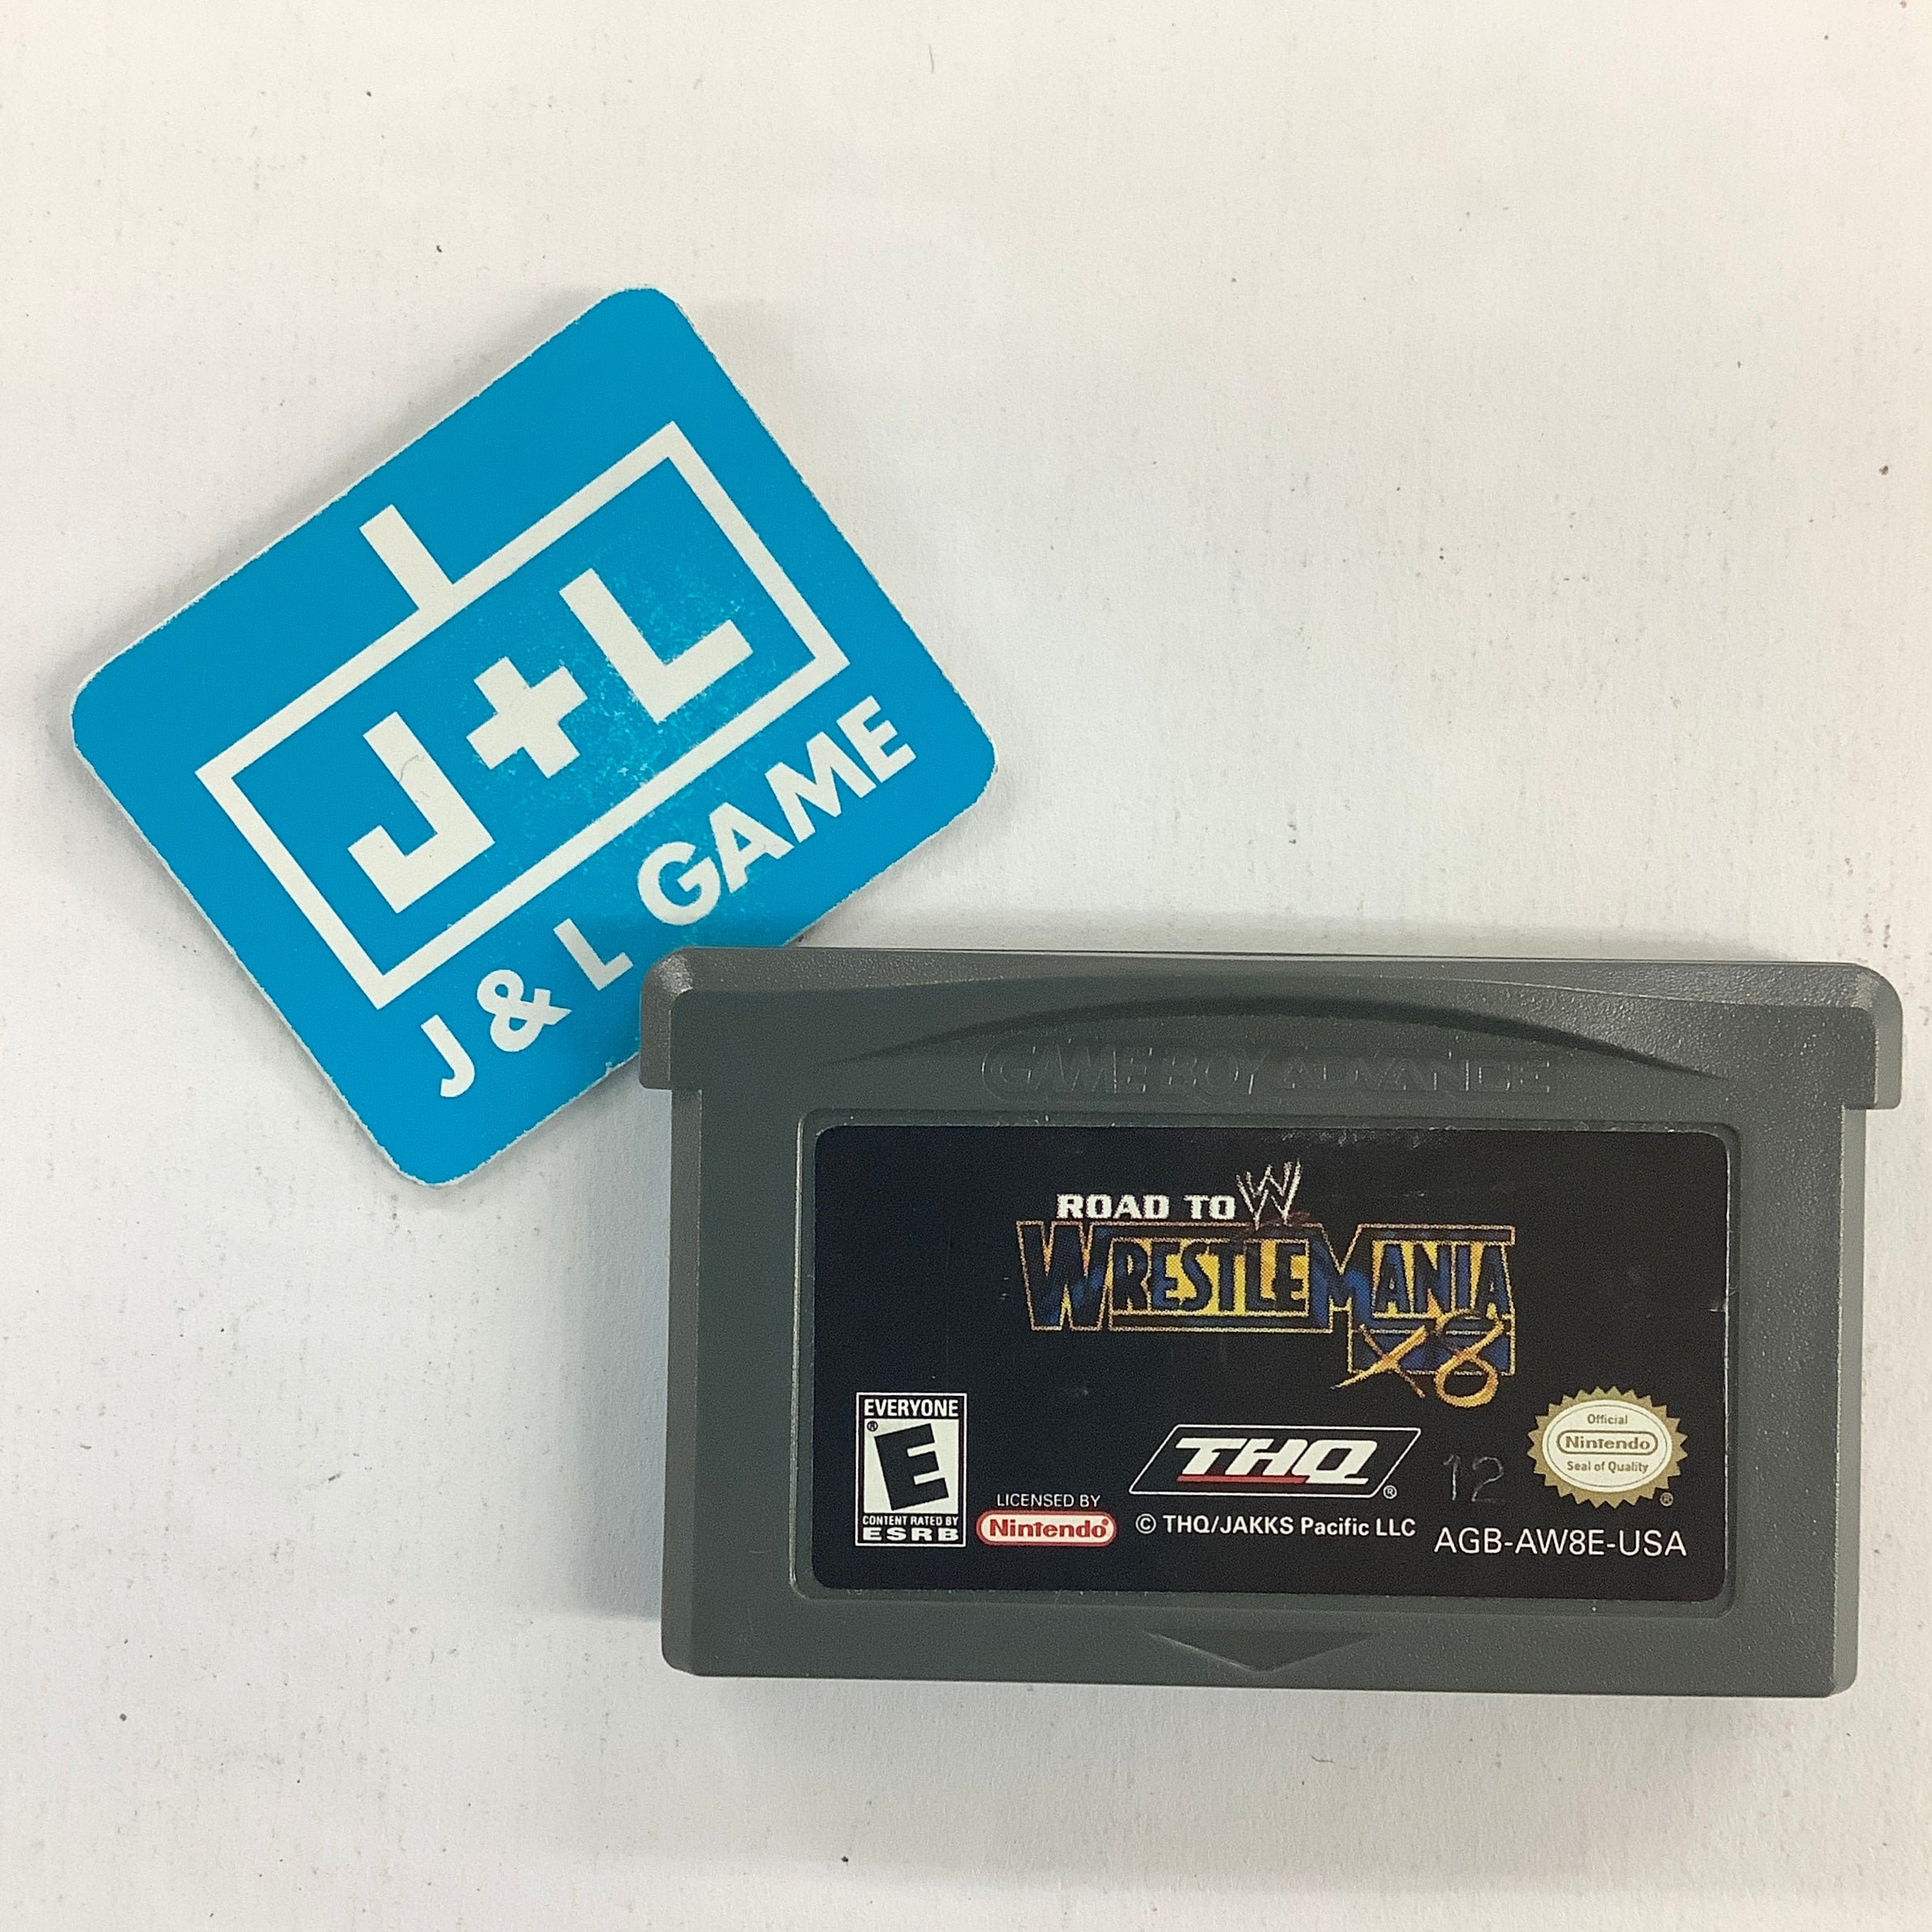 J+L
J & L GAME
GAME BOY ADVANCE
ROAD TO W
WRESTLEMANIA
X8
EVERYONE
E
®
CONTENT RATED BY
ESRB
LICENSED BY
Nintendo®
THQ®
© THQ/JAKKS Pacific LLC
12
Official
Nintendo
Seal of Quality
®
AGB-AW8E-USA